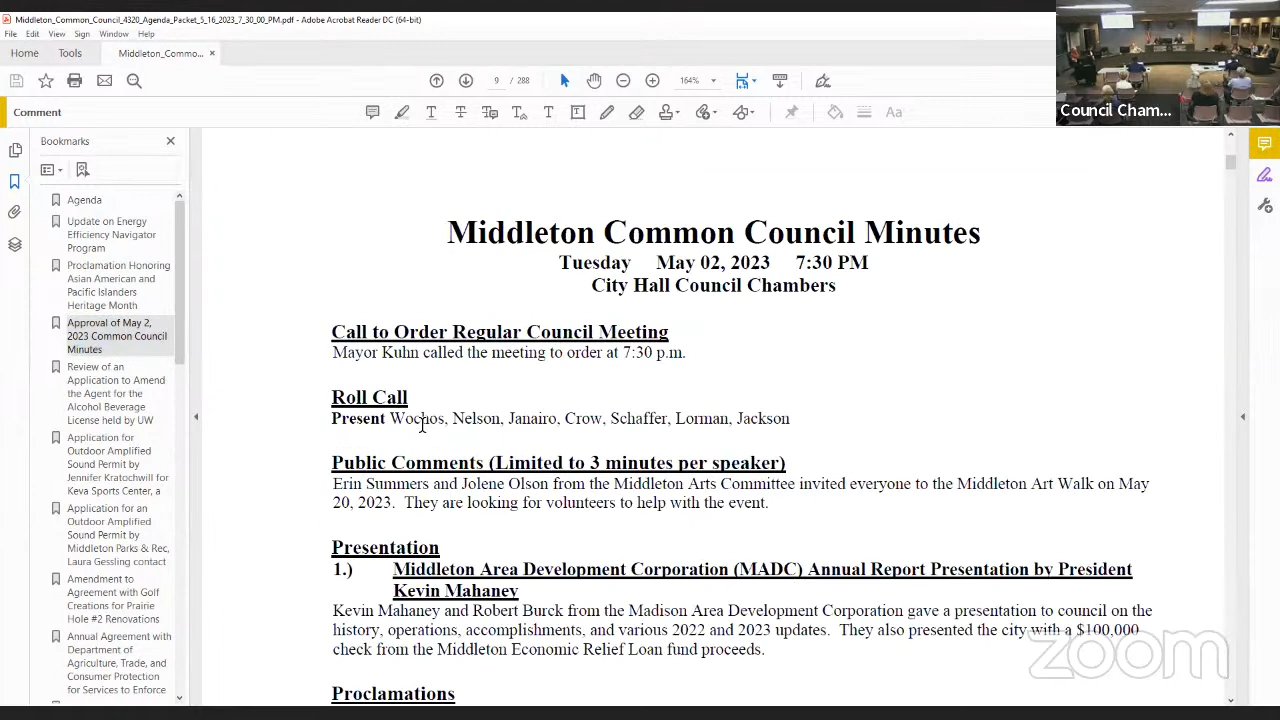 Middleton_Common_Council_4320_Agenda_Packet_5_16_2023_7_30_00_PM.pdf - Adobe Acrobat Reader DC (64-bit)
File Edit View Sign Window Help
Home Tools Middleton_Commo... ×
9 / 288 164%
Comment
Aa
Council Cham...
Bookmarks
Agenda
Update on Energy
Efficiency Navigator
Program
Proclamation Honoring
Asian American and
Pacific Islanders
Heritage Month
Approval of May 2,
2023 Common Council
Minutes
Review of an
Application to Amend
the Agent for the
Alcohol Beverage
License held by UW
Application for
Outdoor Amplified
Sound Permit by
Jennifer Kratochwill for
Keva Sports Center, a
Application for an
Outdoor Amplified
Sound Permit by
Middleton Parks & Rec,
Laura Gessling contact
Amendment to
Agreement with Golf
Creations for Prairie
Hole #2 Renovations
Annual Agreement with
Department of
Agriculture, Trade, and
Consumer Protection
for Services to Enforce
Middleton Common Council Minutes
Tuesday May 02, 2023 7:30 PM
City Hall Council Chambers
Call to Order Regular Council Meeting
Mayor Kuhn called the meeting to order at 7:30 p.m.
Roll Call
Present Wochos, Nelson, Janairo, Crow, Schaffer, Lorman, Jackson
Public Comments (Limited to 3 minutes per speaker)
Erin Summers and Jolene Olson from the Middleton Arts Committee invited everyone to the Middleton Art Walk on May
20, 2023. They are looking for volunteers to help with the event.
Presentation
1.) Middleton Area Development Corporation (MADC) Annual Report Presentation by President
Kevin Mahaney
Kevin Mahaney and Robert Burck from the Madison Area Development Corporation gave a presentation to council on the
history, operations, accomplishments, and various 2022 and 2023 updates. They also presented the city with a $100,000
check from the Middleton Economic Relief Loan fund proceeds.
Proclamations
zoom